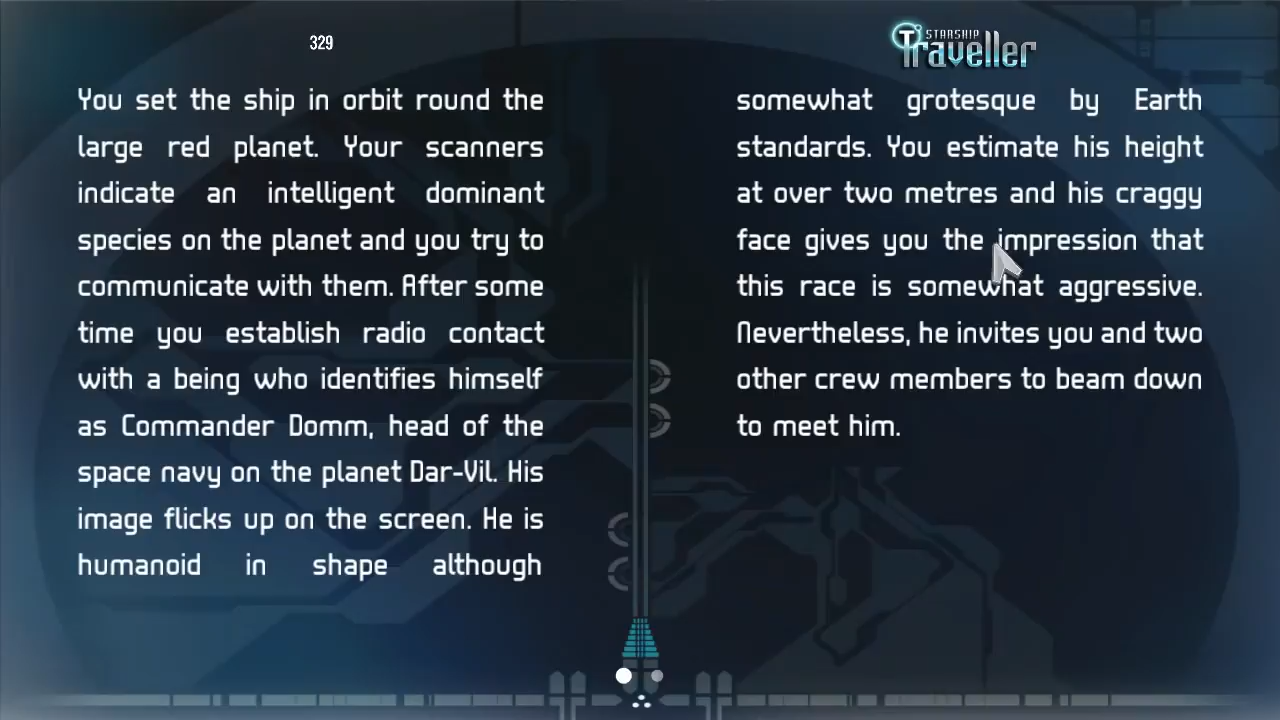 329
STARSHIP
Traveller
You set the ship in orbit round the
large red planet. Your scanners
indicate an intelligent dominant
species on the planet and you try to
communicate with them. After some
time you establish radio contact
with a being who identifies himself
as Commander Domm, head of the
space navy on the planet Dar-Vil. His
image flicks up on the screen. He is
humanoid in shape although
somewhat grotesque by Earth
standards. You estimate his height
at over two metres and his craggy
face gives you the impression that
this race is somewhat aggressive.
Nevertheless, he invites you and two
other crew members to beam down
to meet him.